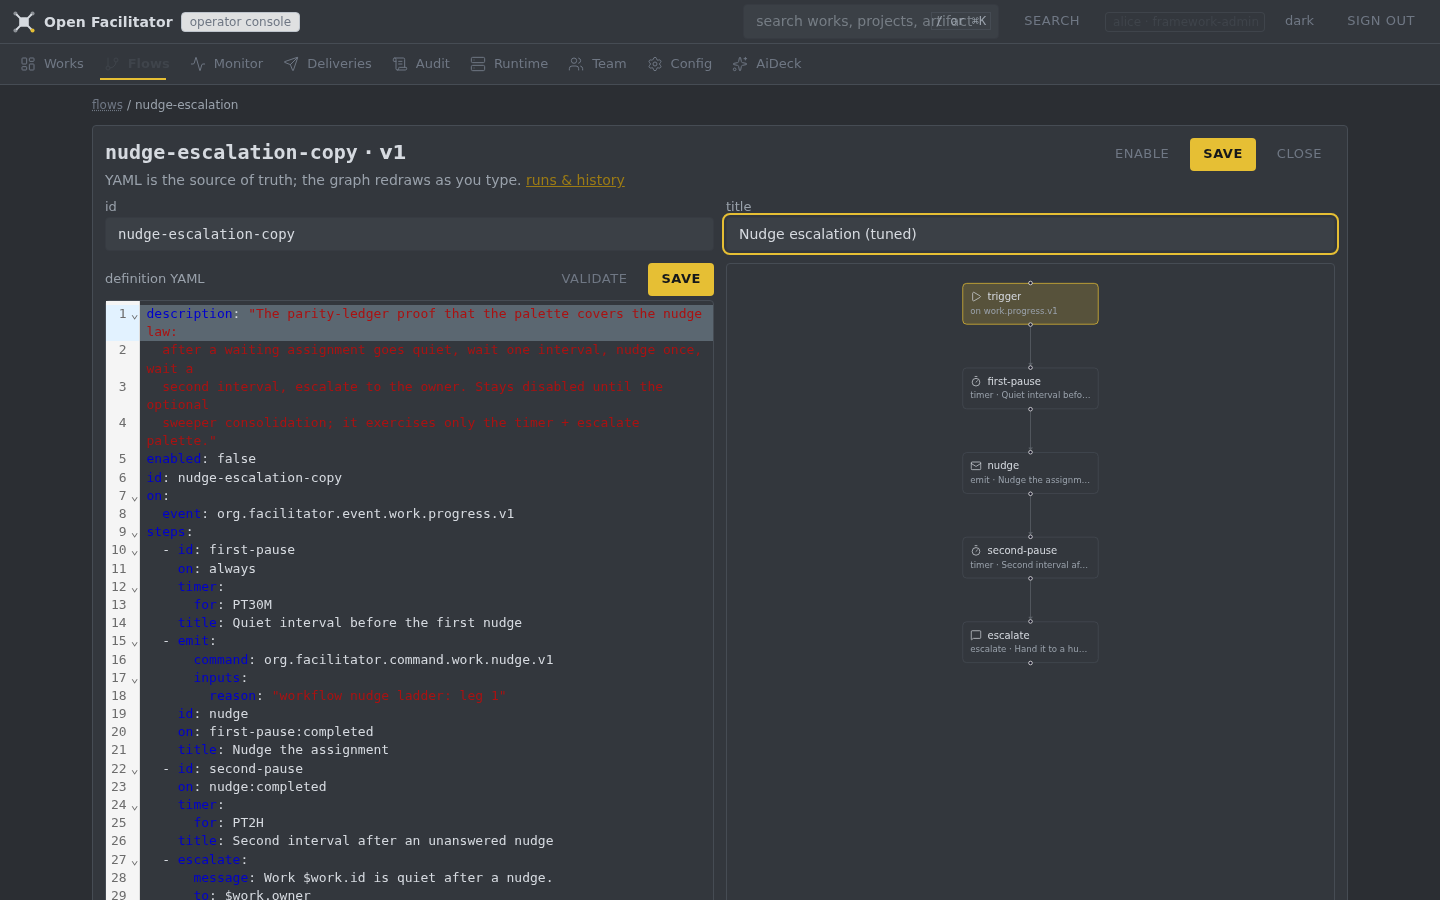 Open Facilitator operator console
search works, projects, artifact / or ⌘K SEARCH alice · framework-admin dark SIGN OUT
Works Flows Monitor Deliveries Audit Runtime Team Config AiDeck
flows / nudge-escalation
nudge-escalation-copy · v1
ENABLE SAVE CLOSE
YAML is the source of truth; the graph redraws as you type. runs & history
id
nudge-escalation-copy
title
Nudge escalation (tuned)
definition YAML VALIDATE SAVE
1 description: "The parity-ledger proof that the palette covers the nudge
law:
2 after a waiting assignment goes quiet, wait one interval, nudge once,
wait a
3 second interval, escalate to the owner. Stays disabled until the
optional
4 sweeper consolidation; it exercises only the timer + escalate
palette."
5 enabled: false
6 id: nudge-escalation-copy
7 on:
8 event: org.facilitator.event.work.progress.v1
9 steps:
10 - id: first-pause
11 on: always
12 timer:
13 for: PT30M
14 title: Quiet interval before the first nudge
15 - emit:
16 command: org.facilitator.command.work.nudge.v1
17 inputs:
18 reason: "workflow nudge ladder: leg 1"
19 id: nudge
20 on: first-pause:completed
21 title: Nudge the assignment
22 - id: second-pause
23 on: nudge:completed
24 timer:
25 for: PT2H
26 title: Second interval after an unanswered nudge
27 - escalate:
28 message: Work $work.id is quiet after a nudge.
29 to: $work.owner
trigger
on work.progress.v1
first-pause
timer · Quiet interval befo...
nudge
emit · Nudge the assignm...
second-pause
timer · Second interval af...
escalate
escalate · Hand it to a hu...